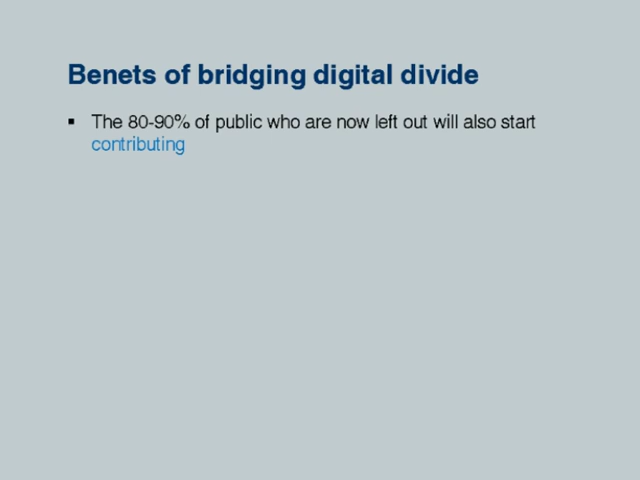 Benets of bridging digital divide
▪ The 80-90% of public who are now left out will also start
contributing